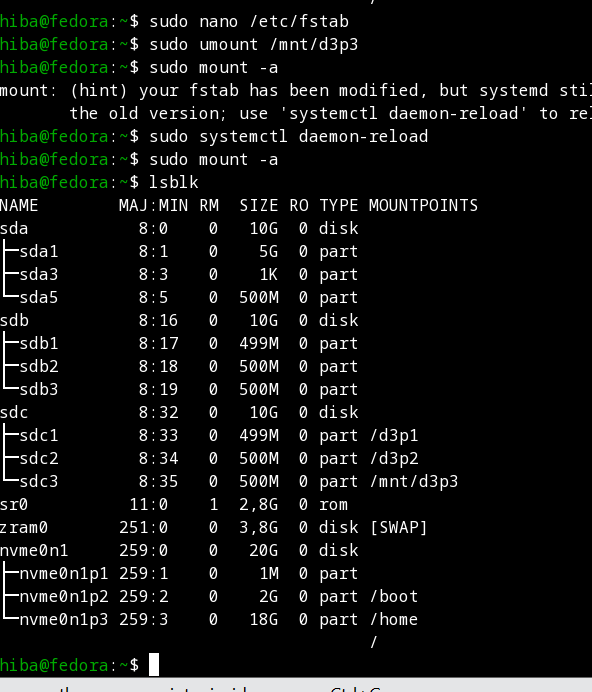 /
hiba@fedora:~$ sudo nano /etc/fstab
hiba@fedora:~$ sudo umount /mnt/d3p3
hiba@fedora:~$ sudo mount -a
mount: (hint) your fstab has been modified, but systemd stil
the old version; use 'systemctl daemon-reload' to rel
hiba@fedora:~$ sudo systemctl daemon-reload
hiba@fedora:~$ sudo mount -a
hiba@fedora:~$ lsblk
NAME MAJ:MIN RM SIZE RO TYPE MOUNTPOINTS
sda 8:0 0 10G 0 disk
├─sda1 8:1 0 5G 0 part
├─sda3 8:3 0 1K 0 part
└─sda5 8:5 0 500M 0 part
sdb 8:16 0 10G 0 disk
├─sdb1 8:17 0 499M 0 part
├─sdb2 8:18 0 500M 0 part
└─sdb3 8:19 0 500M 0 part
sdc 8:32 0 10G 0 disk
├─sdc1 8:33 0 499M 0 part /d3p1
├─sdc2 8:34 0 500M 0 part /d3p2
└─sdc3 8:35 0 500M 0 part /mnt/d3p3
sr0 11:0 1 2,8G 0 rom
zram0 251:0 0 3,8G 0 disk [SWAP]
nvme0n1 259:0 0 20G 0 disk
├─nvme0n1p1 259:1 0 1M 0 part
├─nvme0n1p2 259:2 0 2G 0 part /boot
└─nvme0n1p3 259:3 0 18G 0 part /home
/
hiba@fedora:~$